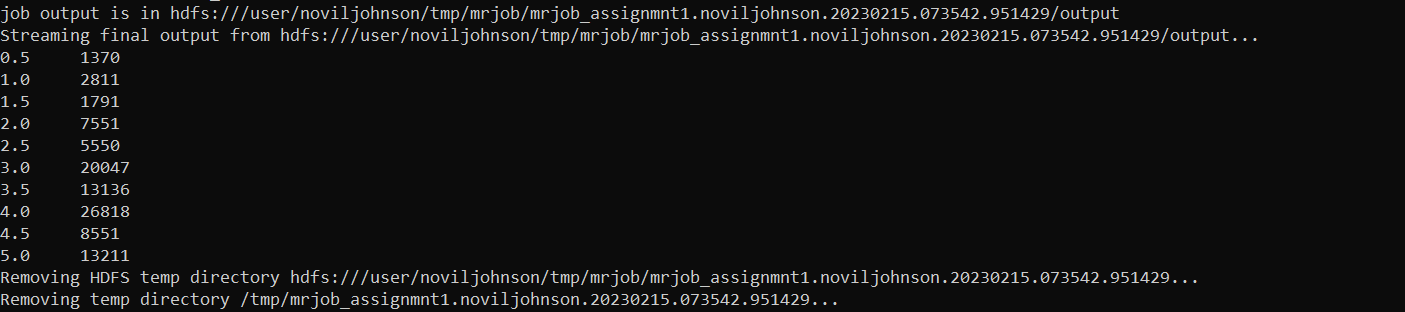 job output is in hdfs:///user/noviljohnson/tmp/mrjob/mrjob_assignmnt1.noviljohnson.20230215.073542.951429/output
Streaming final output from hdfs:///user/noviljohnson/tmp/mrjob/mrjob_assignmnt1.noviljohnson.20230215.073542.951429/output...
0.5     1370
1.0     2811
1.5     1791
2.0     7551
2.5     5550
3.0     20047
3.5     13136
4.0     26818
4.5     8551
5.0     13211
Removing HDFS temp directory hdfs:///user/noviljohnson/tmp/mrjob/mrjob_assignmnt1.noviljohnson.20230215.073542.951429...
Removing temp directory /tmp/mrjob_assignmnt1.noviljohnson.20230215.073542.951429...